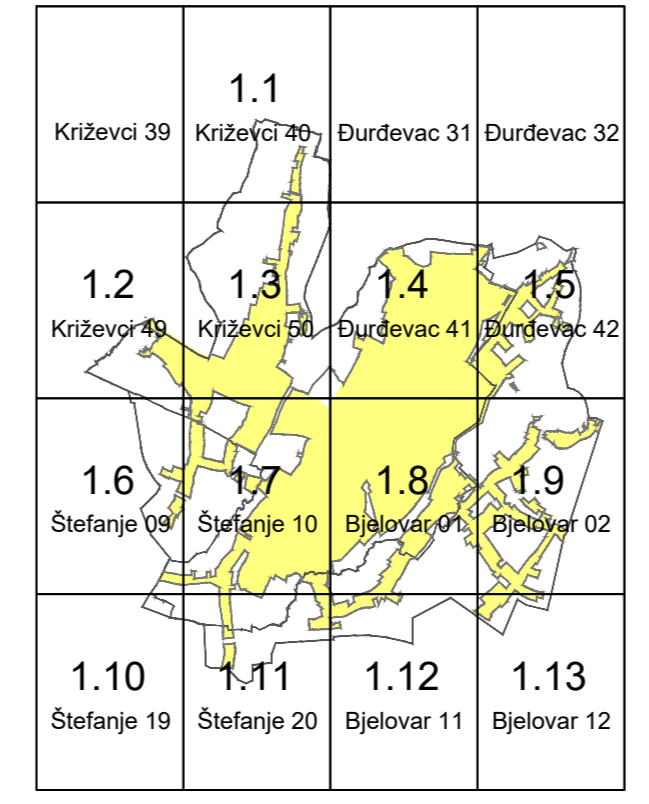 1.1
Križevci 39
Križevci 40
Đurđevac 31
Đurđevac 32
1.2
1.3
1.4
1.5
Križevci 49
Križevci 50
Đurđevac 41
Đurđevac 42
1.6
1.7
1.8
1.9
Štefanje 09
Štefanje 10
Bjelovar 01
Bjelovar 02
1.10
1.11
1.12
1.13
Štefanje 19
Štefanje 20
Bjelovar 11
Bjelovar 12